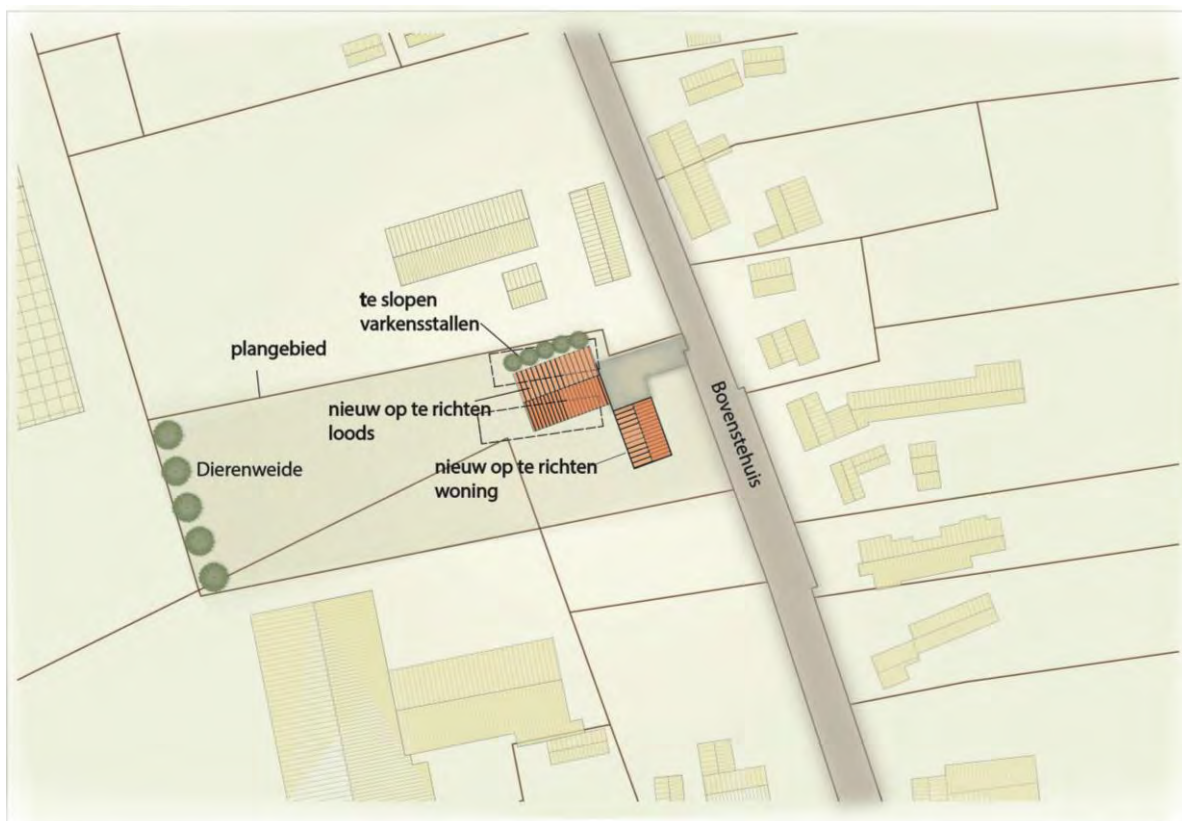 te slopen
varkensstallen
plangebied
nieuw op te richten
loods
Dierenweide
nieuw op te richten
woning
Bovenstehuis